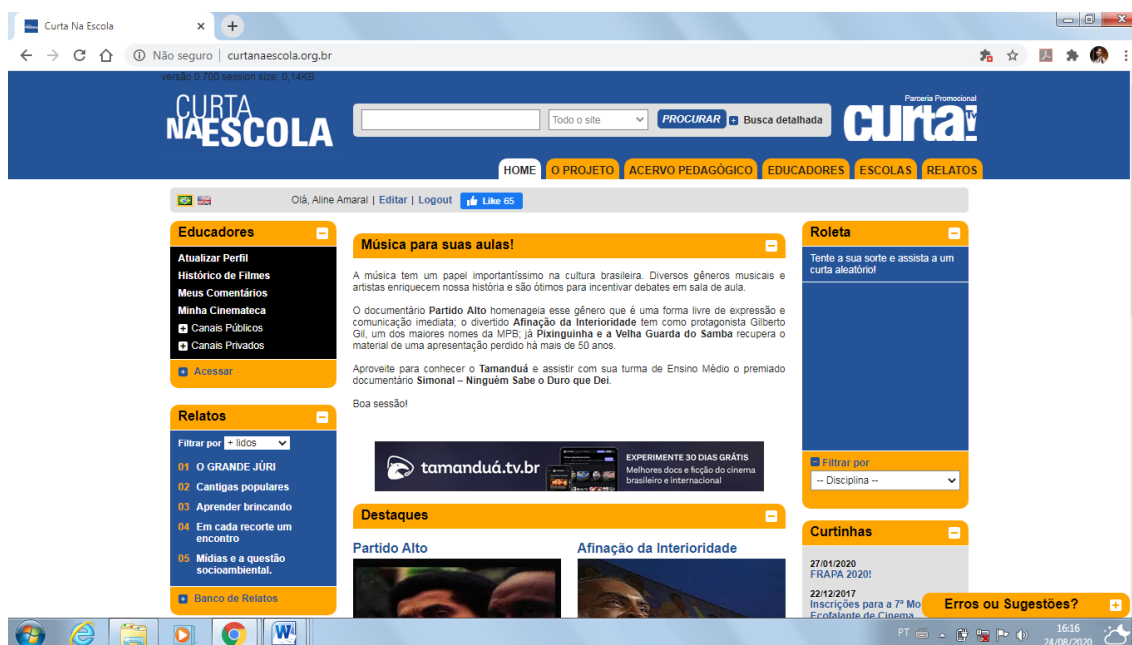 Curta Na Escola
Não seguro | curtanaescola.org.br
versão 0.700 session size: 0,14KB
CURTA
NAESCOLA
Todo o site
PROCURAR
Busca detalhada
Parceria Promocional
curta!
TV
HOME
O PROJETO
ACERVO PEDAGÓGICO
EDUCADORES
ESCOLAS
RELATOS
Olá, Aline Amaral | Editar | Logout
Like 65
Educadores
Atualizar Perfil
Histórico de Filmes
Meus Comentários
Minha Cinemateca
Canais Públicos
Canais Privados
Acessar
Relatos
Filtrar por + lidos
01 O GRANDE JÚRI
02 Cantigas populares
03 Aprender brincando
04 Em cada recorte um
encontro
05 Mídias e a questão
socioambiental.
Banco de Relatos
Música para suas aulas!
A música tem um papel importantíssimo na cultura brasileira. Diversos gêneros musicais e
artistas enriquecem nossa história e são ótimos para incentivar debates em sala de aula.
O documentário Partido Alto homenageia esse gênero que é uma forma livre de expressão e
comunicação imediata; o divertido Afinação da Interioridade tem como protagonista Gilberto
Gil, um dos maiores nomes da MPB; já Pixinguinha e a Velha Guarda do Samba recupera o
material de uma apresentação perdido há mais de 50 anos.
Aproveite para conhecer o Tamanduá e assistir com sua turma de Ensino Médio o premiado
documentário Simonal – Ninguém Sabe o Duro que Dei.
Boa sessão!
tamanduá.tv.br
EXPERIMENTE 30 DIAS GRÁTIS
Melhores docs e ficção do cinema
brasileiro e internacional
Destaques
Partido Alto
Afinação da Interioridade
Roleta
Tente a sua sorte e assista a um
curta aleatório!
Filtrar por
-- Disciplina --
Curtinhas
27/01/2020
FRAPA 2020!
22/12/2017
Inscrições para a 7ª Mo
Ecofalante de Cinema
Erros ou Sugestões?
PT
16:16
24/08/2020